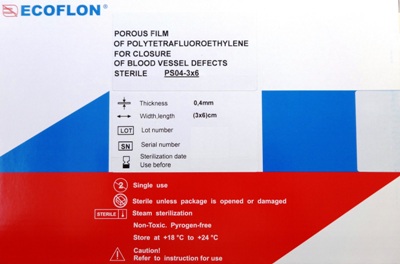 ECOFLON®
POROUS FILM
OF POLYTETRAFLUOROETHYLENE
FOR CLOSURE
OF BLOOD VESSEL DEFECTS
STERILE PS04-3x6
Thickness 0,4mm
Width,length (3x6)cm
LOT Lot number
SN Serial number
Sterilization date
Use before
2 Single use
Sterile unless package is opened or damaged
STERILE Steam sterilization
Non-Toxic. Pyrogen-free
Store at +18 °C to +24 °C
Caution!
Refer to instruction for use